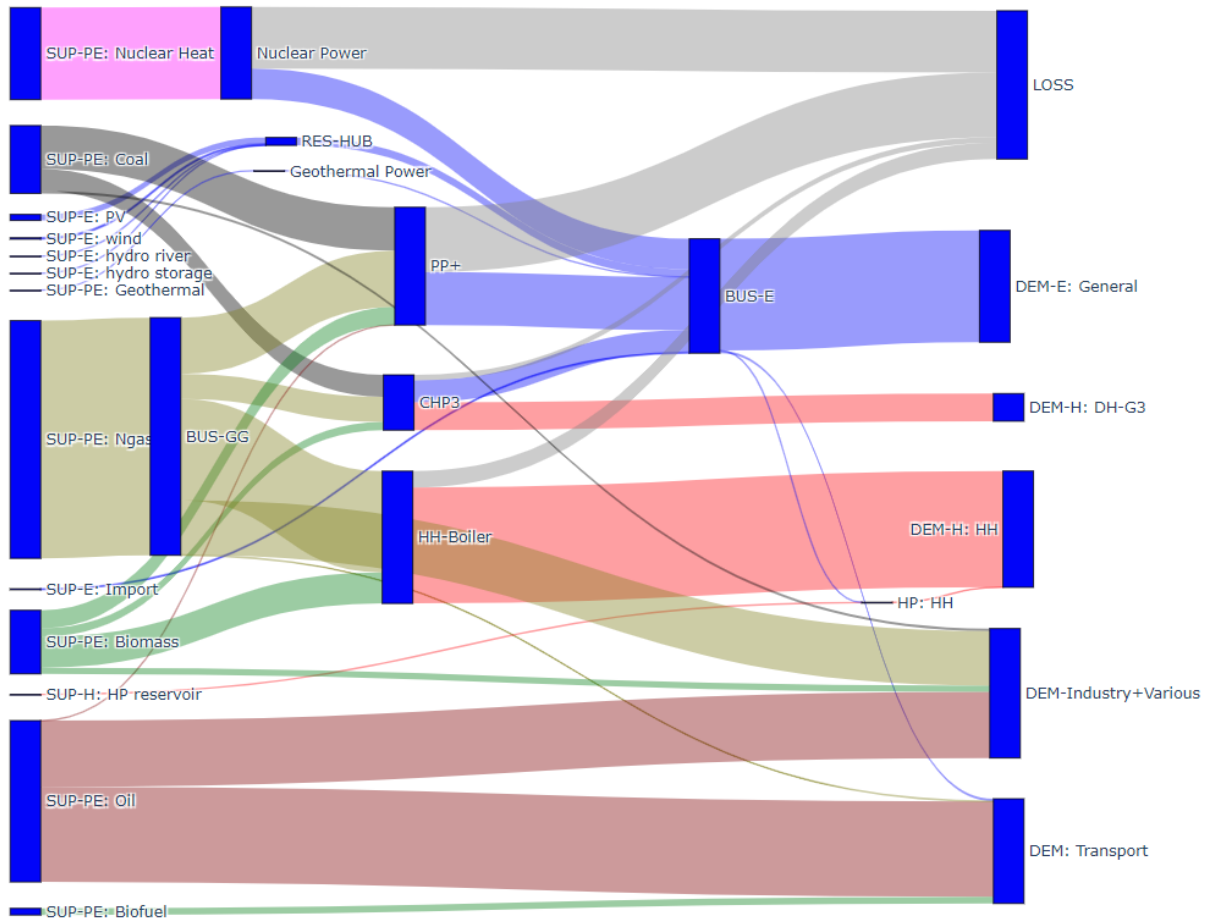 SUP-PE: Nuclear Heat
Nuclear Power
LOSS
SUP-PE: Coal
RES-HUB
Geothermal Power
SUP-E: PV
SUP-E: wind
SUP-E: hydro river
SUP-E: hydro storage
SUP-PE: Geothermal
PP+
BUS-E
DEM-E: General
CHP3
DEM-H: DH-G3
SUP-PE: Ngas
BUS-GG
HH-Boiler
DEM-H: HH
SUP-E: Import
HP: HH
SUP-PE: Biomass
SUP-H: HP reservoir
DEM-Industry+Various
SUP-PE: Oil
DEM: Transport
SUP-PE: Biofuel